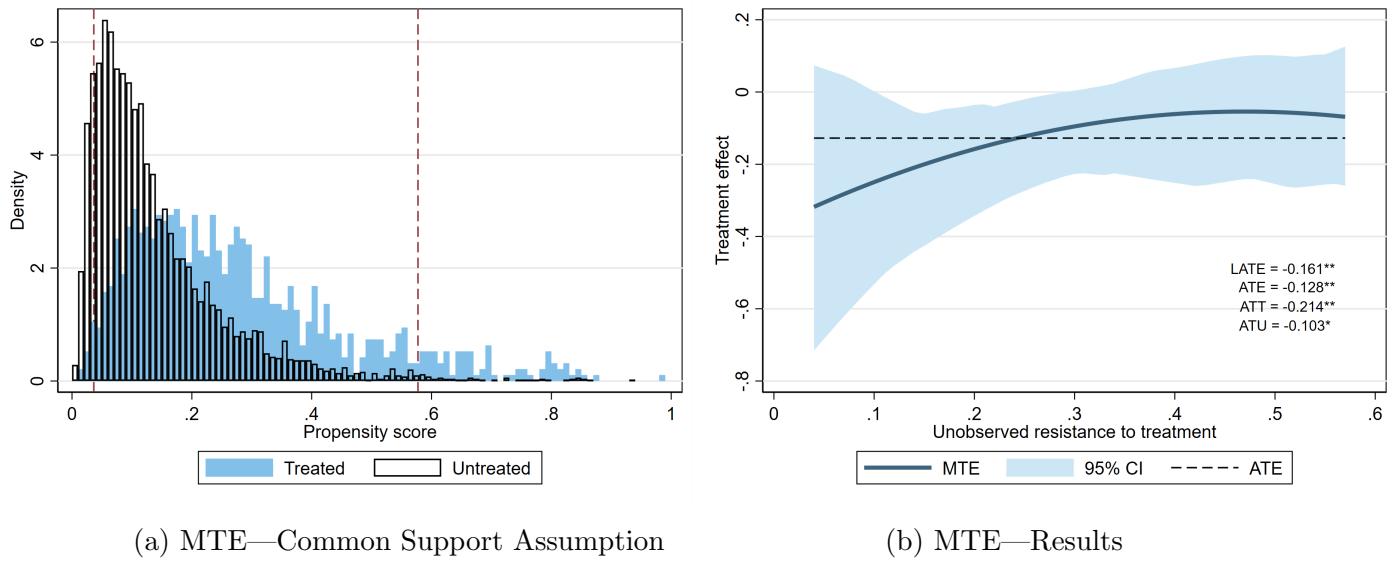 Density
6
4
2
0
0
.2
.4
.6
.8
1
Propensity score
Treated
Untreated
(a) MTE—Common Support Assumption
Treatment effect
.2
0
-.2
-.4
-.6
-.8
LATE = -0.161**
ATE = -0.128**
ATT = -0.214**
ATU = -0.103*
0
.1
.2
.3
.4
.5
.6
Unobserved resistance to treatment
MTE
95% CI
ATE
(b) MTE—Results